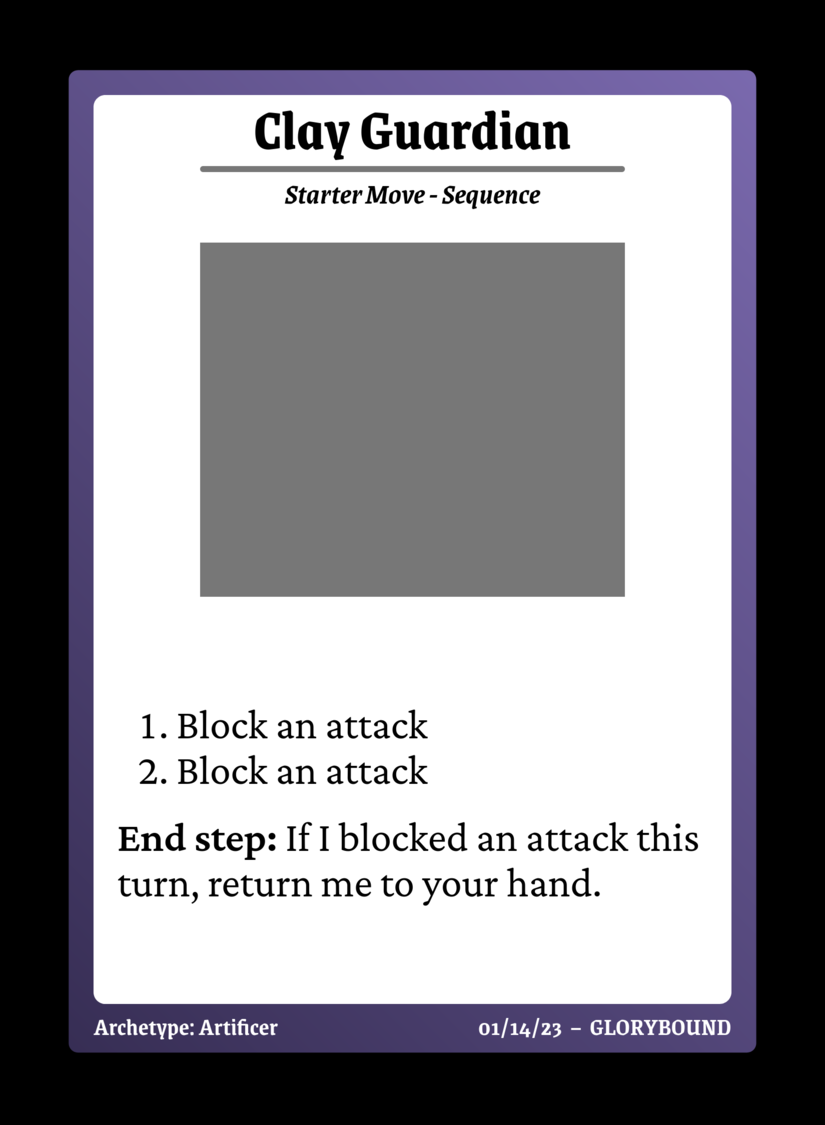 Clay Guardian
Starter Move - Sequence
1. Block an attack
2. Block an attack
End step: If I blocked an attack this
turn, return me to your hand.
Archetype: Artificer
01/14/23 – GLORYBOUND